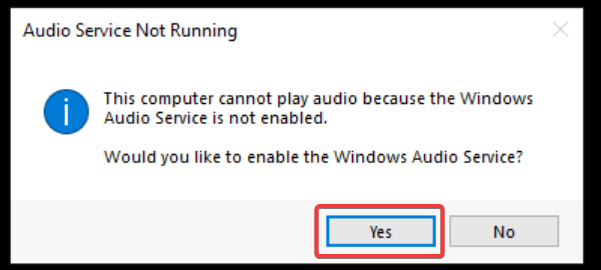 Audio Service Not Running
This computer cannot play audio because the Windows
Audio Service is not enabled.
Would you like to enable the Windows Audio Service?
Yes
No